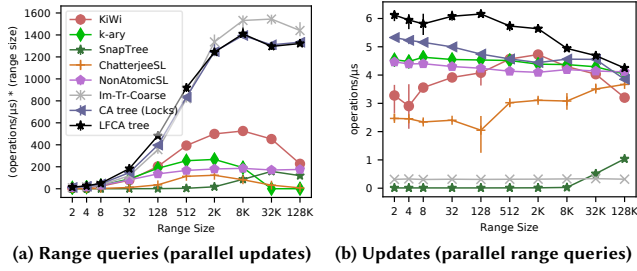 (operations/μs) * (range size)
1600
1400
1200
1000
800
600
400
200
0
KiWi
k-ary
SnapTree
ChatterjeeSL
NonAtomicSL
Im-Tr-Coarse
CA tree (Locks)
LFCA tree
2 4 8 32 128 512 2K 8K 32K 128K
Range Size
(a) Range queries (parallel updates)
(operations/μs
6
5
4
3
2
1
0
2 4 8 32 128 512 2K 8K 32K 128K
Range Size
(b) Updates (parallel range queries)